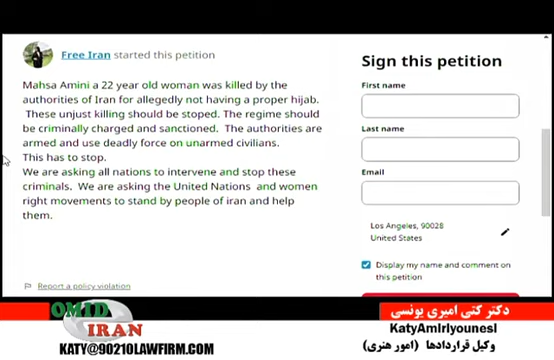 Free Iran started this petition
Mahsa Amini a 22 year old woman was killed by the
authorities of Iran for allegedly not having a proper hijab.
These unjust killing should be stoped. The regime should
be criminally charged and sanctioned. The authorities are
armed and use deadly force on unarmed civilians.
This has to stop.
We are asking all nations to intervene and stop these
criminals. We are asking the United Nations and women
right movements to stand by people of iran and help
them.
Report a policy violation
Sign this petition
First name
Last name
Email
Los Angeles, 90028
United States
Display my name and comment on
this petition
OMID
IRAN
KATY@90210LAWFIRM.COM
دکتر کتی امیری یونسی
KatyAmIrIyounesI
وکیل قراردادها (امور هنری)